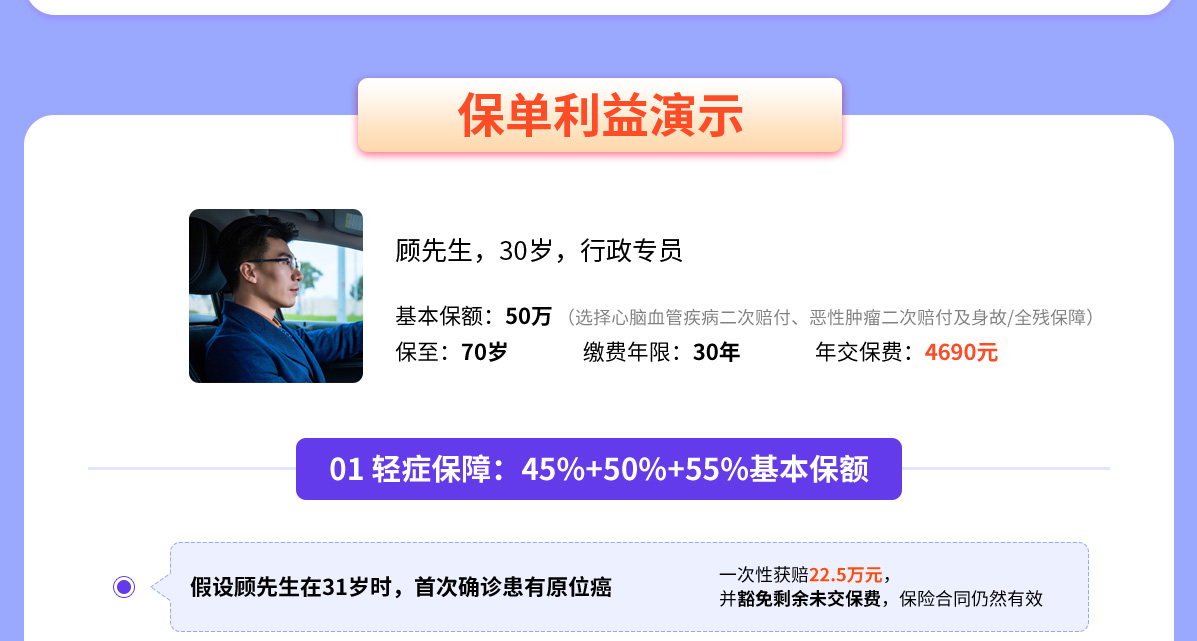 保单利益演示
顾先生，30岁，行政专员
基本保额：50万（选择心脑血管疾病二次赔付、恶性肿瘤二次赔付及身故/全残保障）
保至：70岁 缴费年限：30年 年交保费：4690元
01 轻症保障：45%+50%+55%基本保额
假设顾先生在31岁时，首次确诊患有原位癌
一次性获赔22.5万元，
并豁免剩余未交保费，保险合同仍然有效